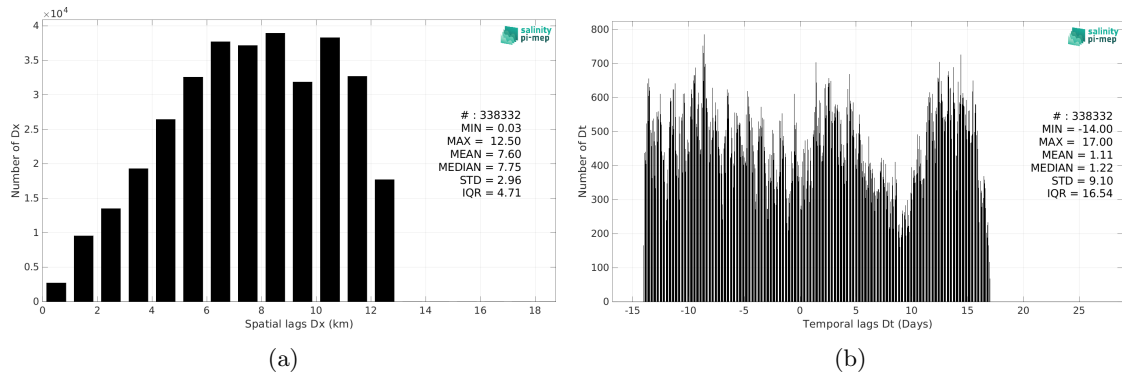 ×10⁴
4
3.5
3
2.5
2
1.5
1
0.5
0
Number of Dx
0 2 4 6 8 10 12 14 16 18
Spatial lags Dx (km)
salinity
pi-mep
# : 338332
MIN = 0.03
MAX = 12.50
MEAN = 7.60
MEDIAN = 7.75
STD = 2.96
IQR = 4.71
(a)
800
700
600
500
400
300
200
100
0
Number of Dt
-15 -10 -5 0 5 10 15 20 25
Temporal lags Dt (Days)
salinity
pi-mep
# : 338332
MIN = -14.00
MAX = 17.00
MEAN = 1.11
MEDIAN = 1.22
STD = 9.10
IQR = 16.54
(b)